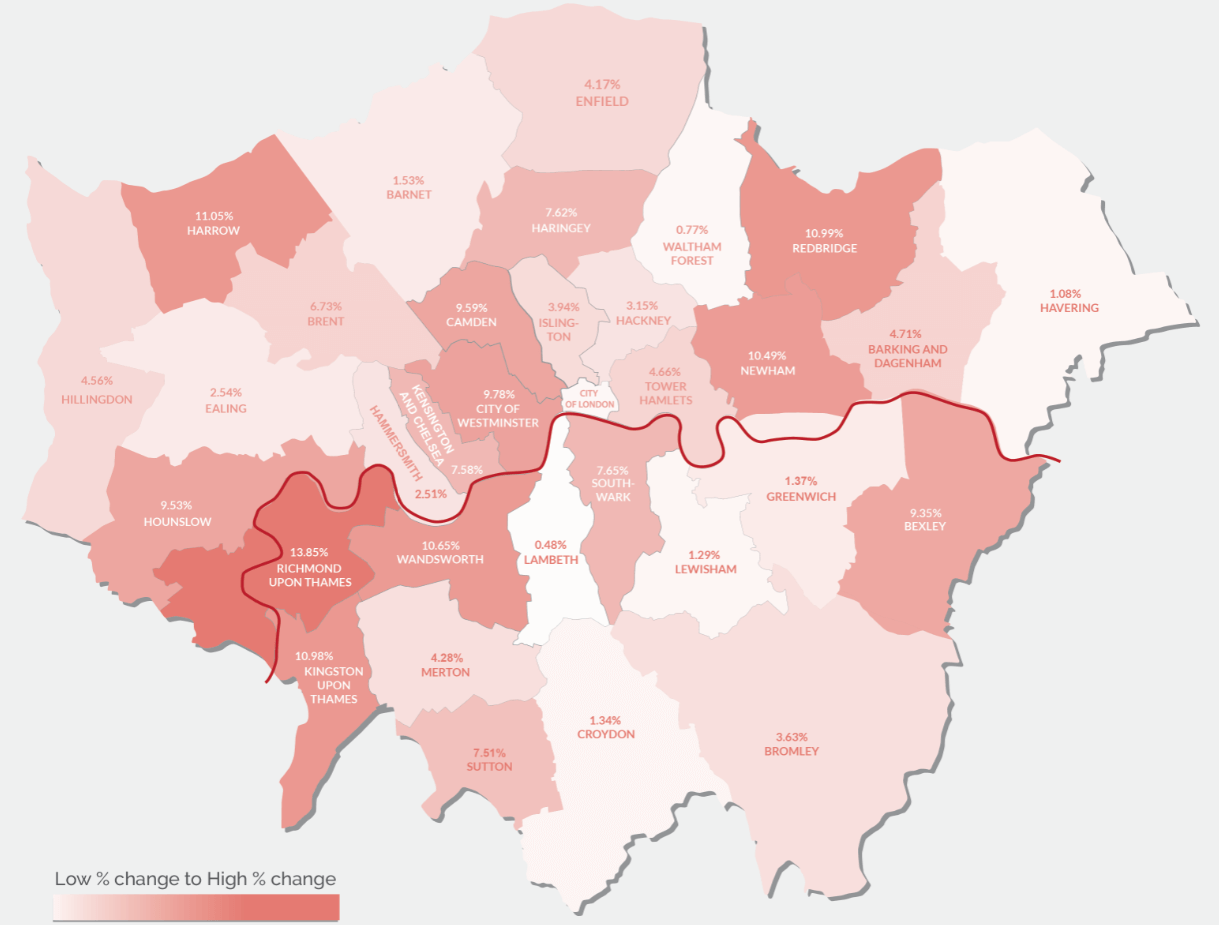 4.17%
ENFIELD
1.53%
BARNET
11.05%
HARROW
7.62%
HARINGEY
0.77%
WALTHAM
FOREST
10.99%
REDBRIDGE
1.08%
HAVERING
6.73%
BRENT
9.59%
CAMDEN
3.94%
ISLING-
TON
3.15%
HACKNEY
4.71%
BARKING AND
DAGENHAM
10.49%
NEWHAM
4.56%
HILLINGDON
2.54%
EALING
HAMMERSMITH
2.51%
KENSINGTON
AND CHELSEA
7.58%
9.78%
CITY OF
WESTMINSTER
CITY
OF LONDON
4.66%
TOWER
HAMLETS
9.53%
HOUNSLOW
13.85%
RICHMOND
UPON THAMES
10.65%
WANDSWORTH
0.48%
LAMBETH
7.65%
SOUTH-
WARK
1.29%
LEWISHAM
1.37%
GREENWICH
9.35%
BEXLEY
10.98%
KINGSTON
UPON
THAMES
4.28%
MERTON
7.51%
SUTTON
1.34%
CROYDON
3.63%
BROMLEY
Low % change to High % change